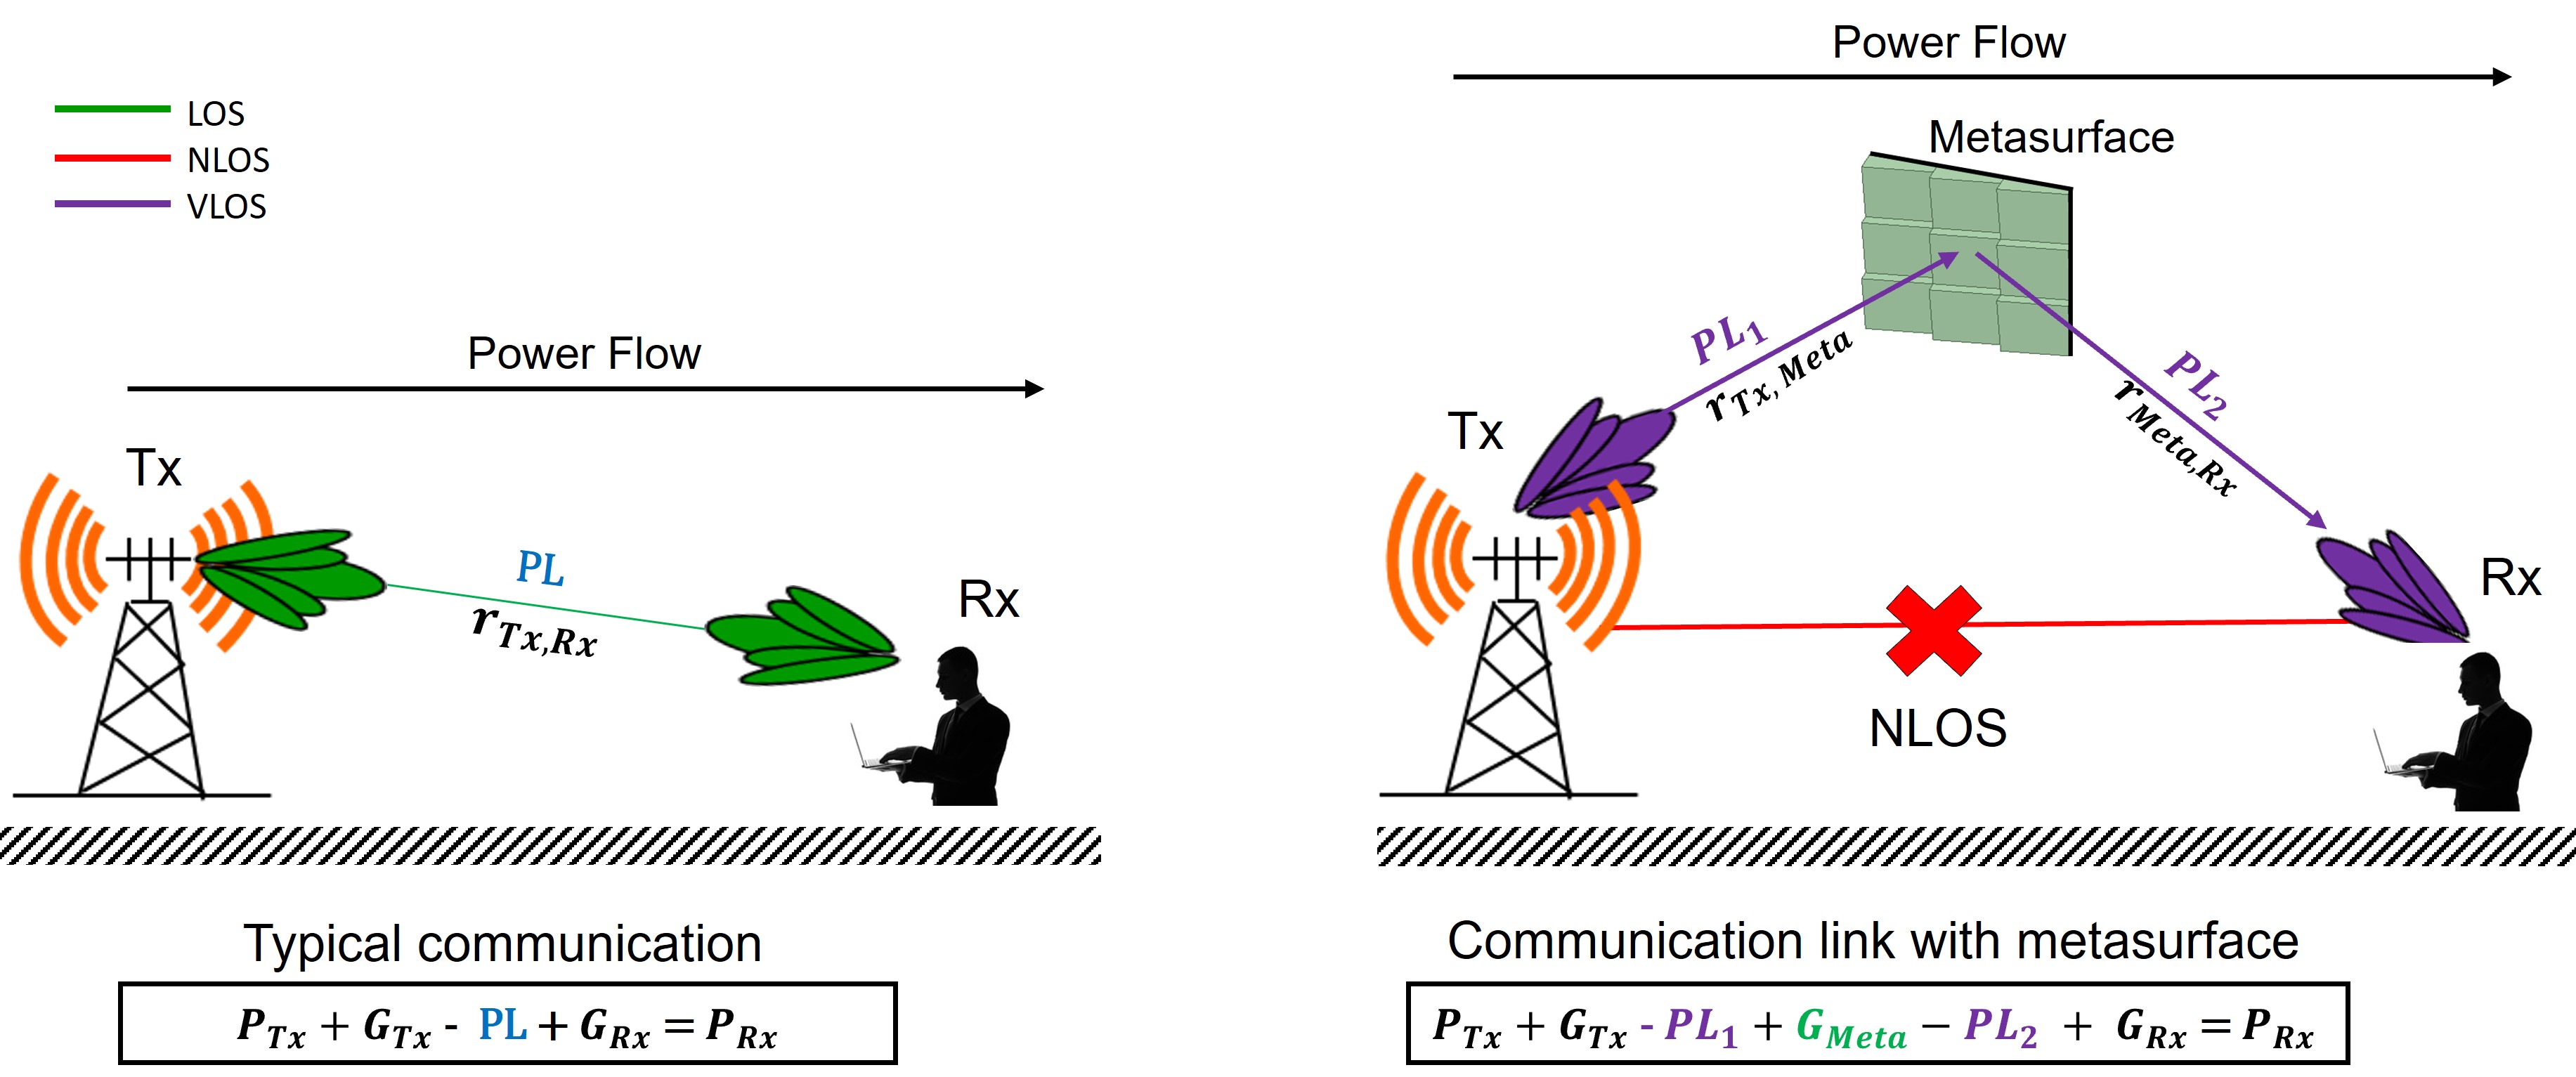 LOS
NLOS
VLOS
Power Flow
Tx
PL
r_{Tx,Rx}
Rx
Typical communication
P_{Tx} + G_{Tx} - PL + G_{Rx} = P_{Rx}
Power Flow
Metasurface
PL_1
r_{Tx,Meta}
PL_2
r_{Meta,Rx}
Tx
Rx
NLOS
Communication link with metasurface
P_{Tx} + G_{Tx} - PL_1 + G_{Meta} − PL_2 + G_{Rx} = P_{Rx}